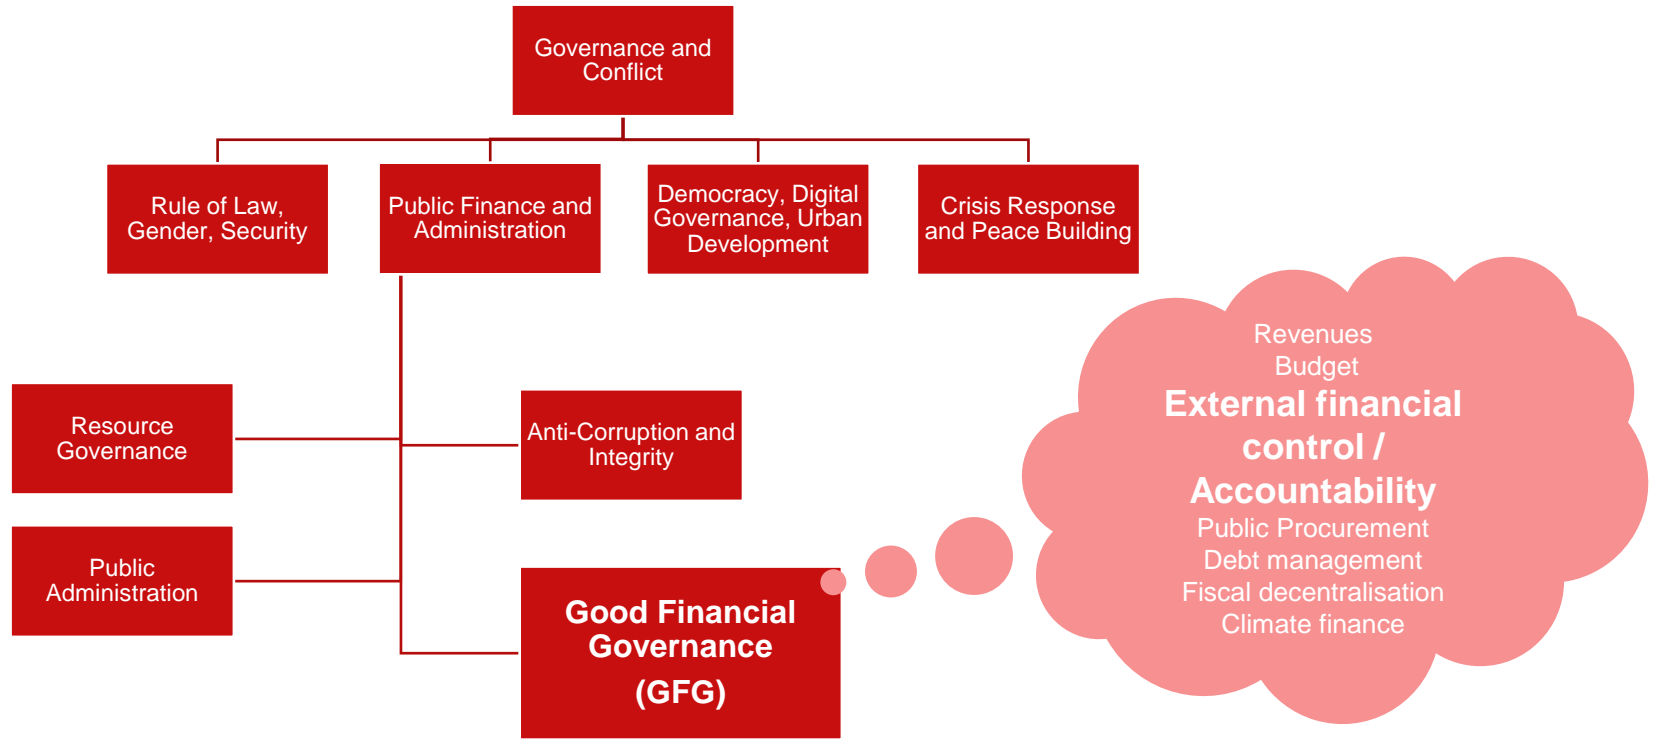 Governance and
Conflict
Rule of Law,
Gender, Security
Public Finance and
Administration
Democracy, Digital
Governance, Urban
Development
Crisis Response
and Peace Building
Resource
Governance
Anti-Corruption and
Integrity
Public
Administration
Good Financial
Governance
(GFG)
Revenues
Budget
External financial
control /
Accountability
Public Procurement
Debt management
Fiscal decentralisation
Climate finance